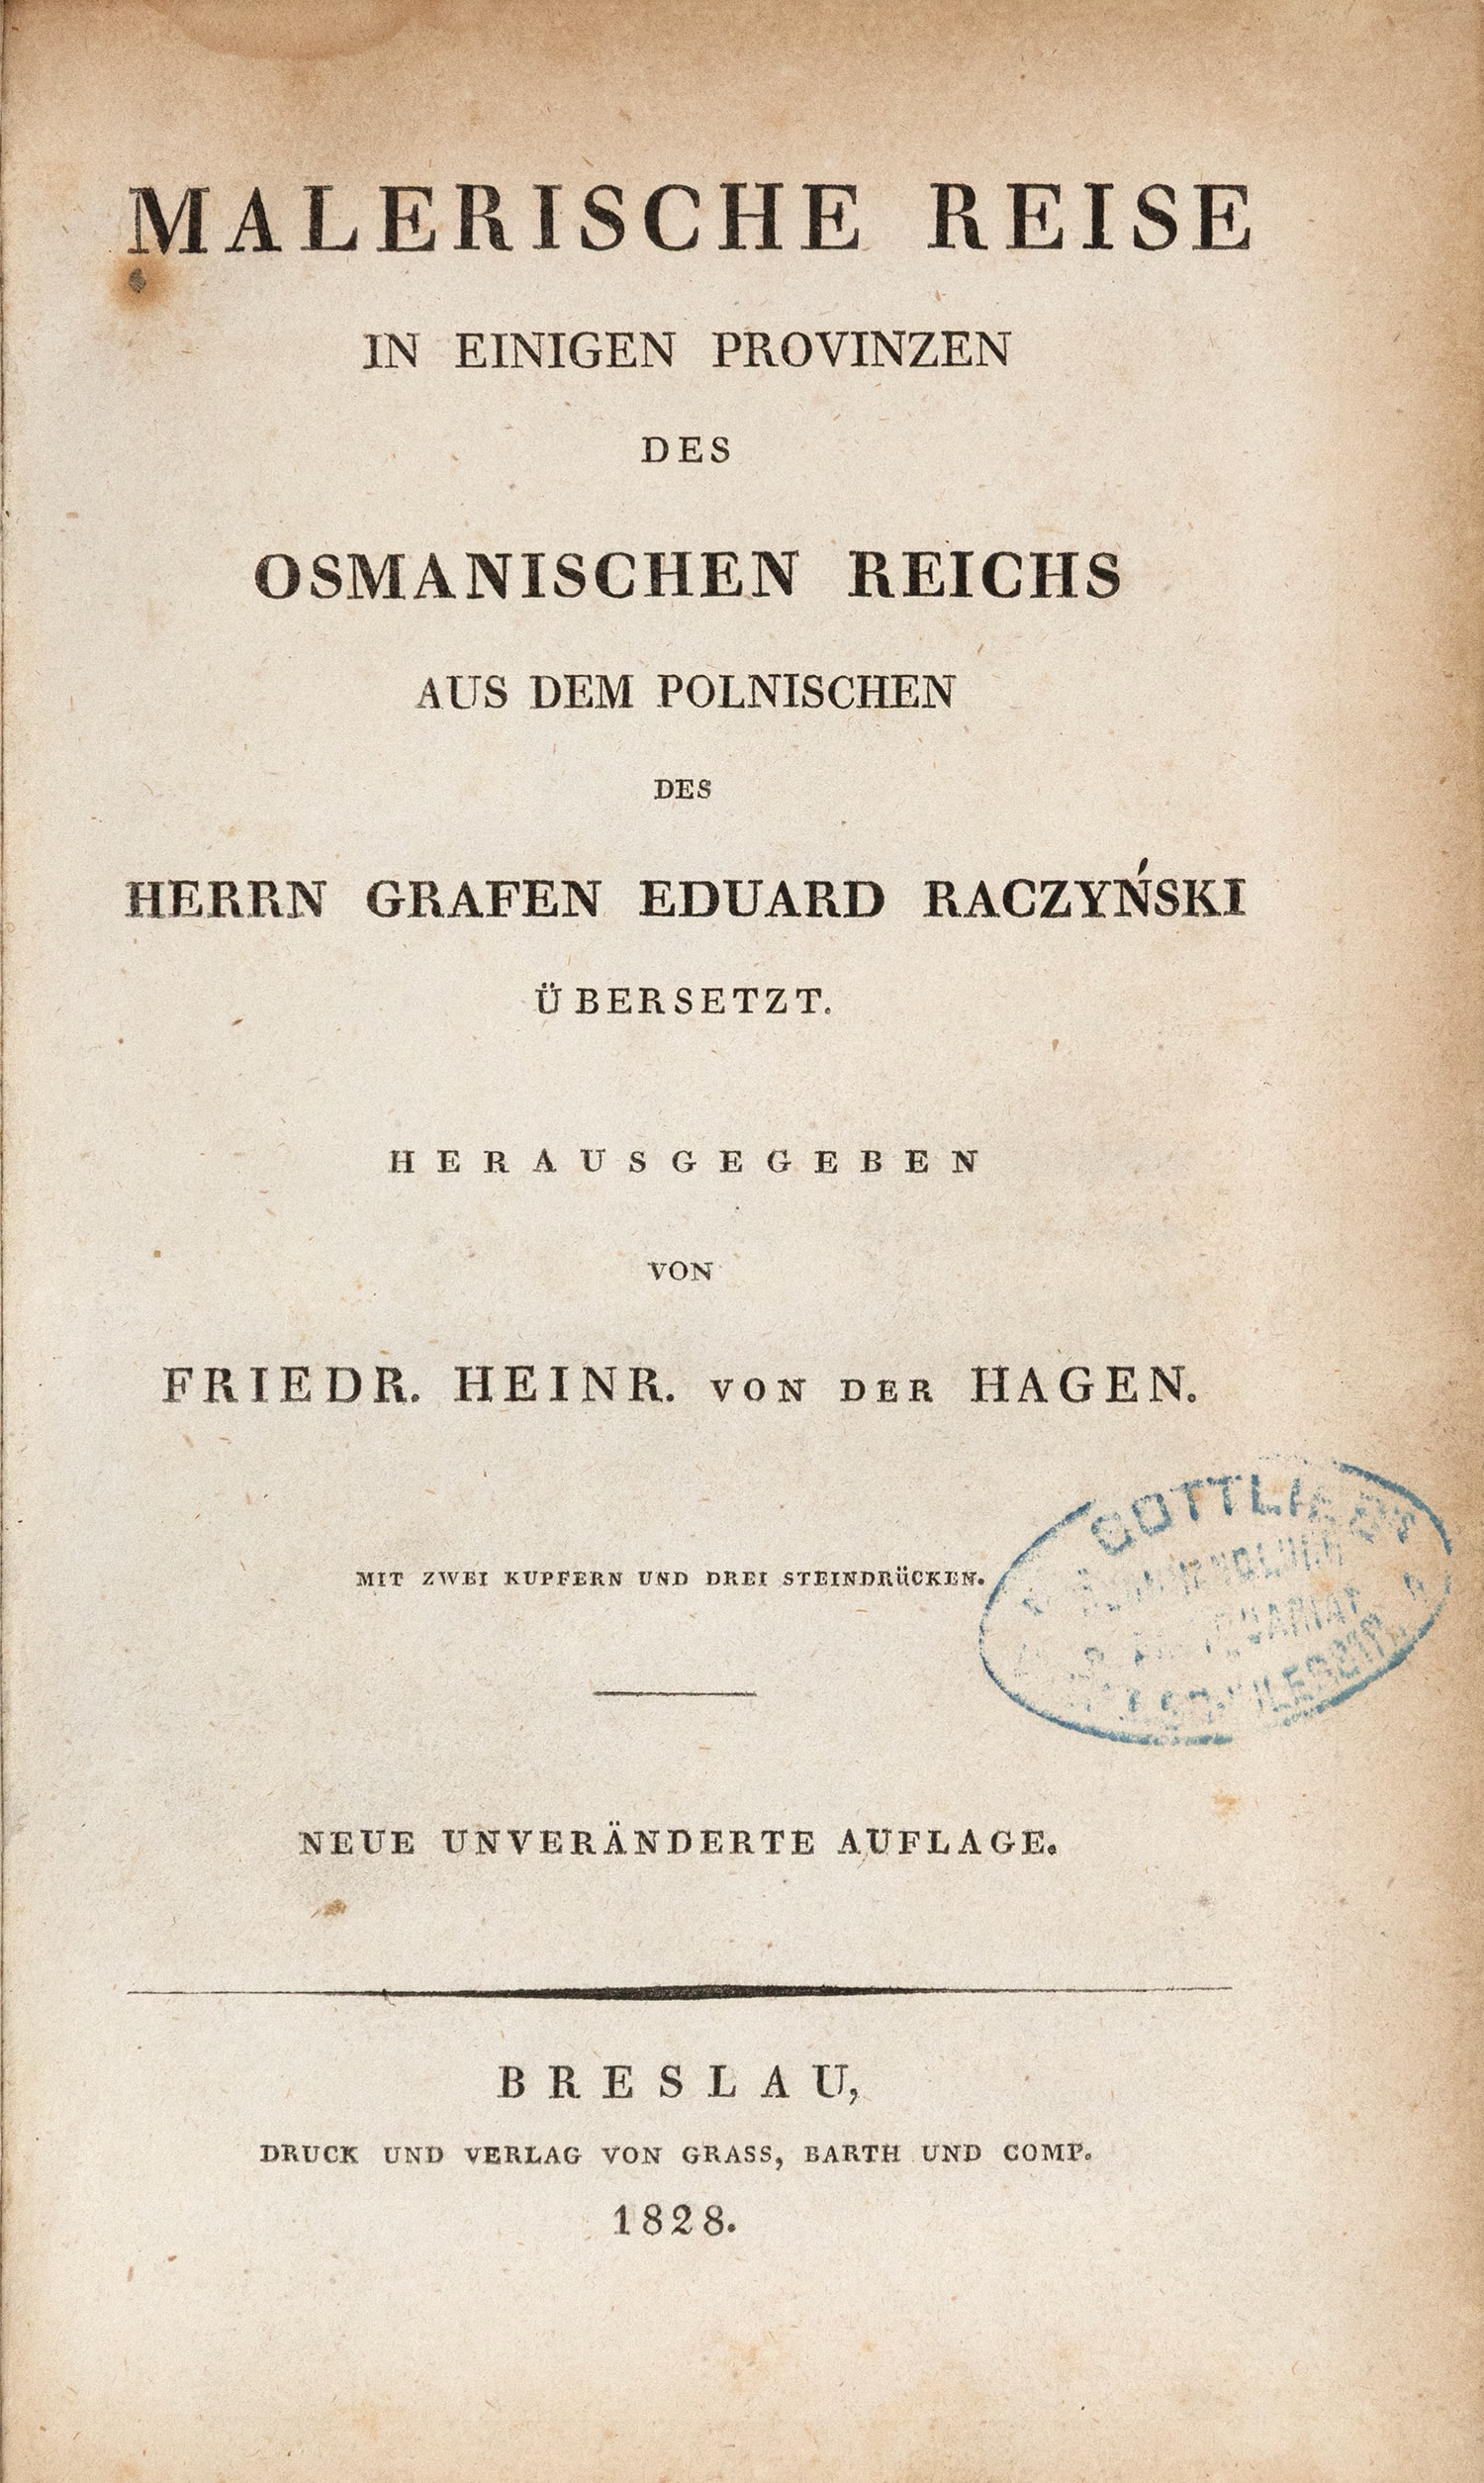 MALERISCHE REISE
IN EINIGEN PROVINZEN
DES
OSMANISCHEN REICHS
AUS DEM POLNISCHEN
DES
HERRN GRAFEN EDUARD RACZYŃSKI
ÜBERSETZT.
HERAUSGEGEBEN
VON
FRIEDR. HEINR. VON DER HAGEN.
MIT ZWEI KUPFERN UND DREI STEINDRÜCKEN.
NEUE UNVERÄNDERTE AUFLAGE.
BRESLAU,
DRUCK UND VERLAG VON GRASS, BARTH UND COMP.
1828.